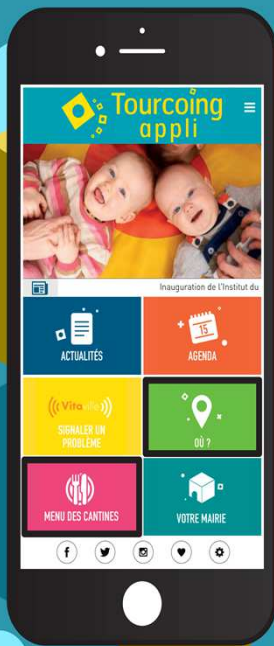 Tourcoing
appli
Inauguration de l'Institut du
ACTUALITÉS
15
AGENDA
((( Vitaville )))
SIGNALER UN
PROBLÈME
OÙ ?
MENU DES CANTINES
VOTRE MAIRIE
f